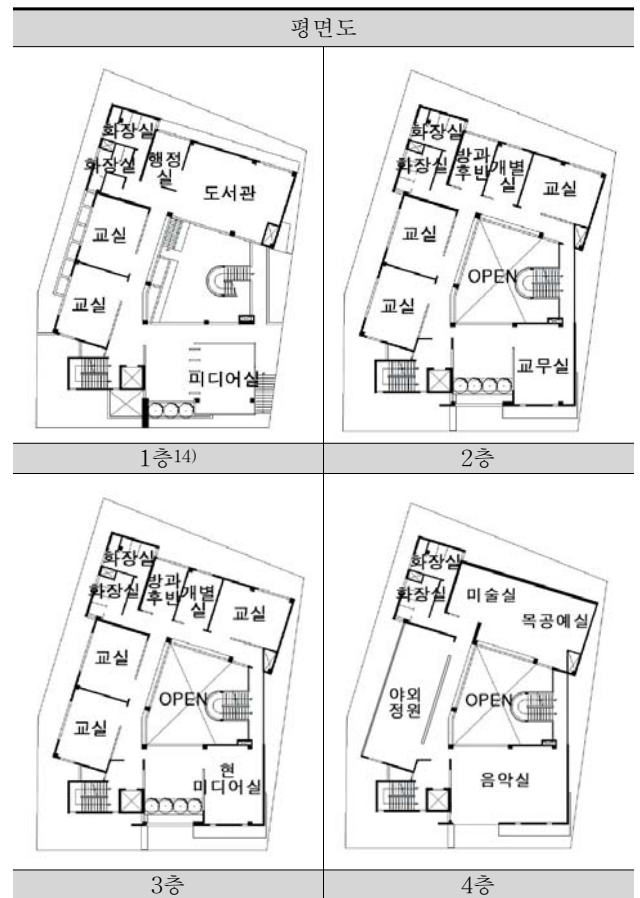 평면도
화장실
화장실
행정
실
도서관
교실
교실
미디어실
화장실
화장실
방과
후반
개별
실
교실
교실
OPEN
교실
교무실
1층14)
2층
화장실
화장실
방과
후반
개별
실
교실
교실
OPEN
교실
현
미디어실
화장실
화장실
미술실
목공예실
야외
정원
OPEN
음악실
3층
4층